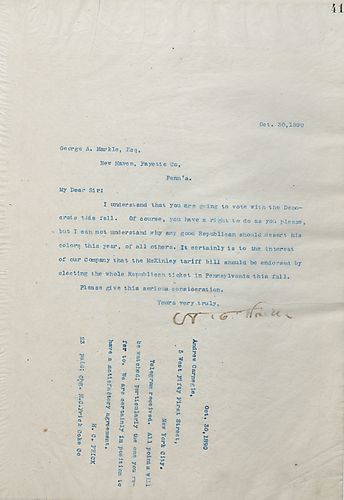 41
Oct. 30, 1890
George A. Markle, Esq.
New Haven, Fayette Co.
Penn'a.
My Dear Sir:
I understand that you are going to vote with the Demo-
crats this fall. Of course, you have a right to do as you please,
but I can not understand why any good Republican should desert his
colors this year, of all others. It certainly is to the interest
of our Company that the McKinley tariff bill should be endorsed by
electing the whole Republican ticket in Pennsylvania this fall.
Please give this serious consideration.
Yours very truly,
Oct. 30, 1890
Andrew Carnegie,
5 West Fifty First Street,
New York City.
Telegram received. All points will
be watched; particularly the one you re-
fer to. We are certainly in position to
have a satisfactory agreement.
H. C. FRICK
23 paid; chg. H.C.Frick Coke Co